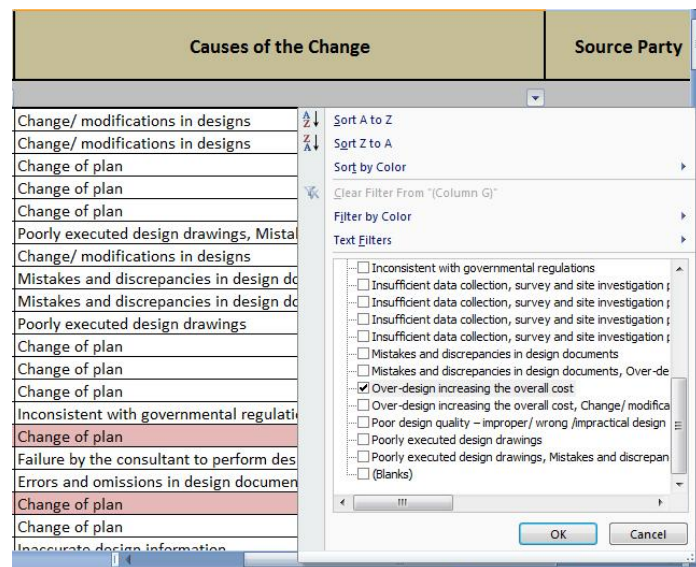 Causes of the Change
Source Party
Change/ modifications in designs
Change/ modifications in designs
Change of plan
Change of plan
Change of plan
Poorly executed design drawings,
Change/ modifications in designs
Mistakes and discrepancies in design
Mistakes and discrepancies in design
Poorly executed design drawings
Change of plan
Change of plan
Change of plan
Inconsistent with governmental
Change of plan
Failure by the consultant to perform
Errors and omissions in design
Change of plan
Change of plan
Inaccurate design information
Sort A to Z
Sort Z to A
Sort by Color
Clear Filter From "(Column G)"
Filter by Color
Text Filters
Inconsistent with governmental regulations
Insufficient data collection, survey and site investigation
Insufficient data collection, survey and site investigation
Insufficient data collection, survey and site investigation
Insufficient data collection, survey and site investigation
Mistakes and discrepancies in design documents
Mistakes and discrepancies in design documents, Over-de
Over-design increasing the overall cost
Over-design increasing the overall cost, Change/ modifica
Poor design quality – improper/ wrong /impractical design
Poorly executed design drawings
Poorly executed design drawings, Mistakes and discrepan
(Blanks)
OK
Cancel